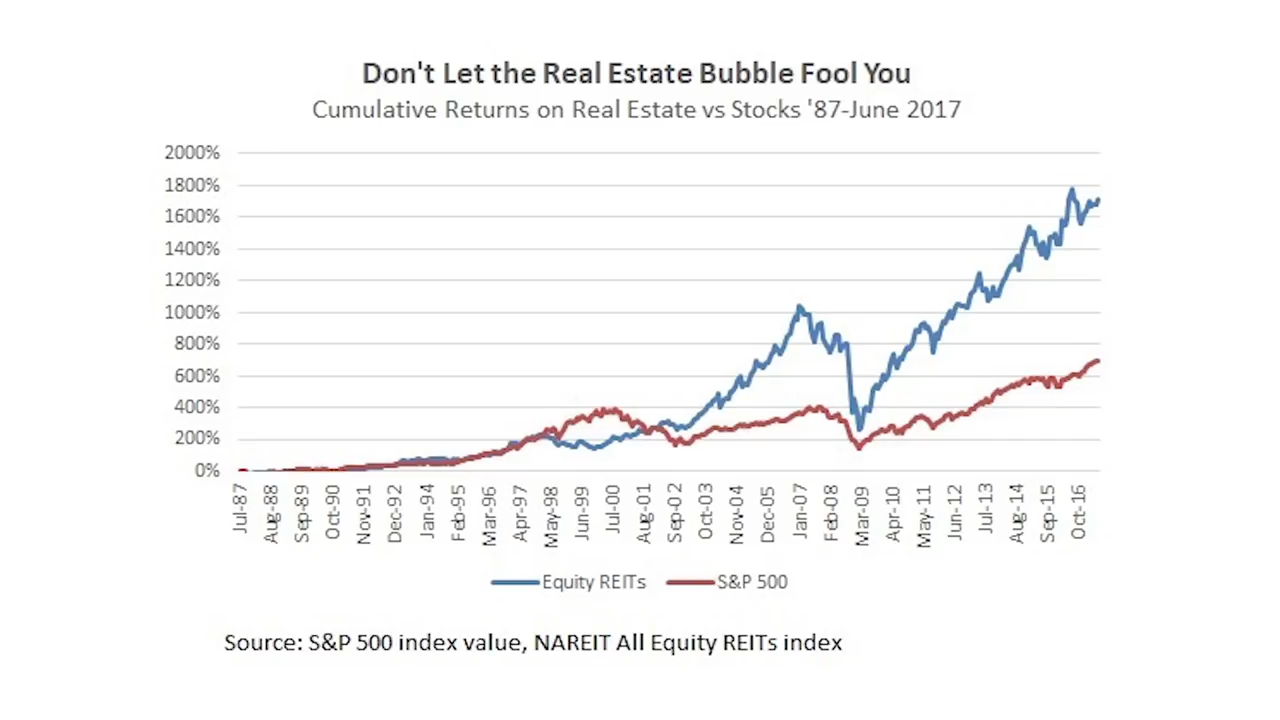 Don't Let the Real Estate Bubble Fool You
Cumulative Returns on Real Estate vs Stocks '87-June 2017
2000%
1800%
1600%
1400%
1200%
1000%
800%
600%
400%
200%
0%
Jul-87
Aug-88
Sep-89
Oct-90
Nov-91
Dec-92
Jan-94
Feb-95
Mar-96
Apr-97
May-98
Jun-99
Jul-00
Aug-01
Sep-02
Oct-03
Nov-04
Dec-05
Jan-07
Feb-08
Mar-09
Apr-10
May-11
Jun-12
Jul-13
Aug-14
Sep-15
Oct-16
Equity REITs
S&P 500
Source: S&P 500 index value, NAREIT All Equity REITs index